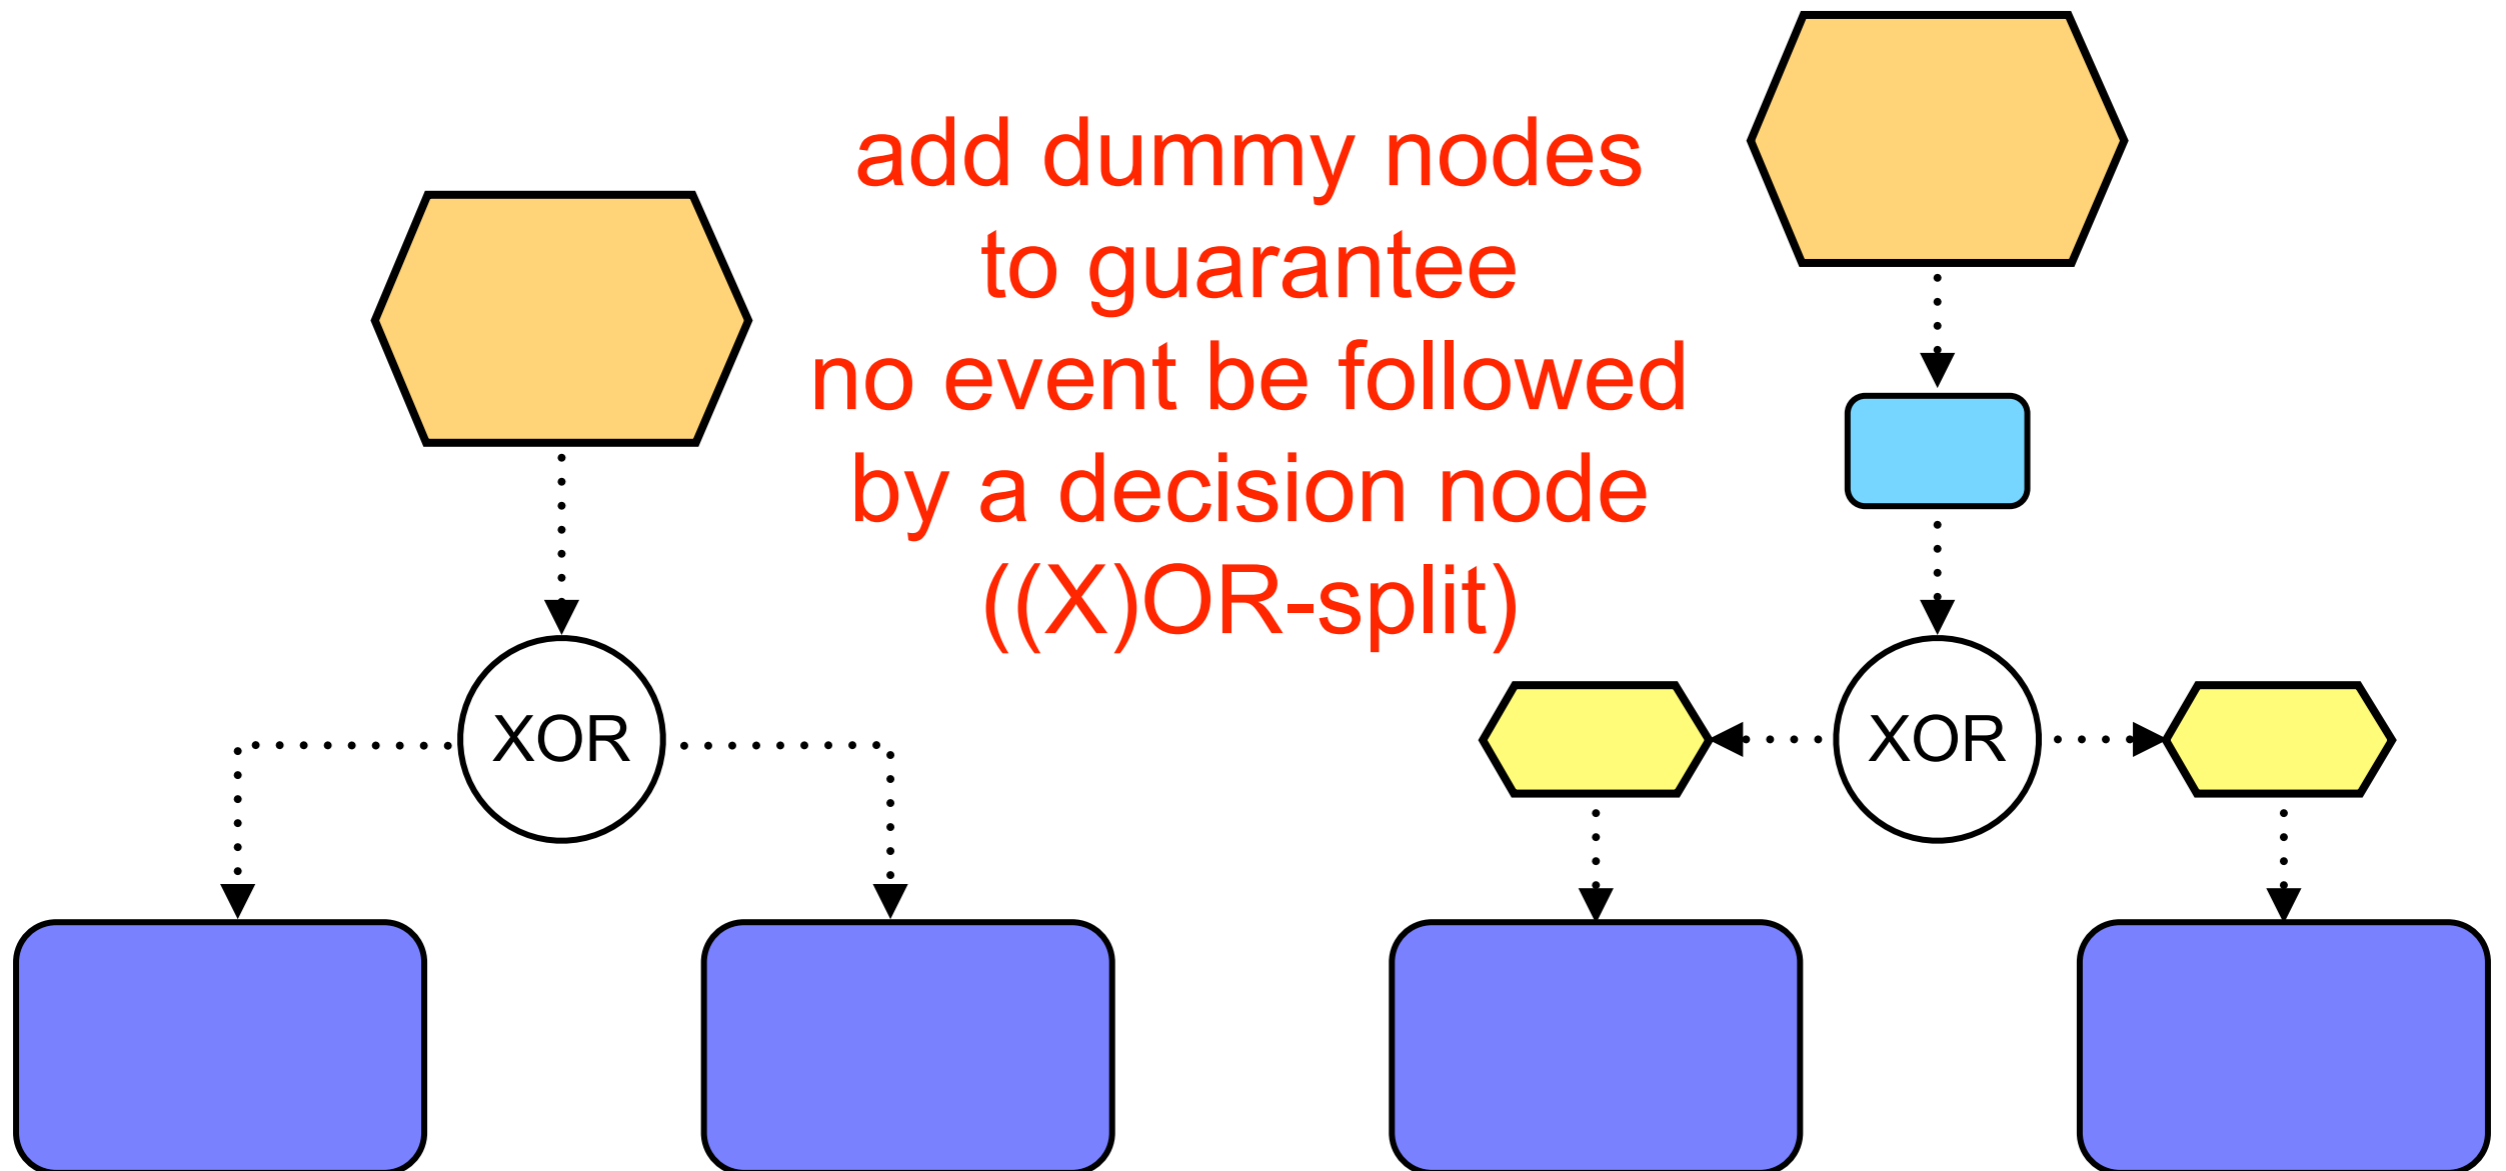 add dummy nodes
to guarantee
no event be followed
by a decision node
((X)OR-split)
XOR
XOR